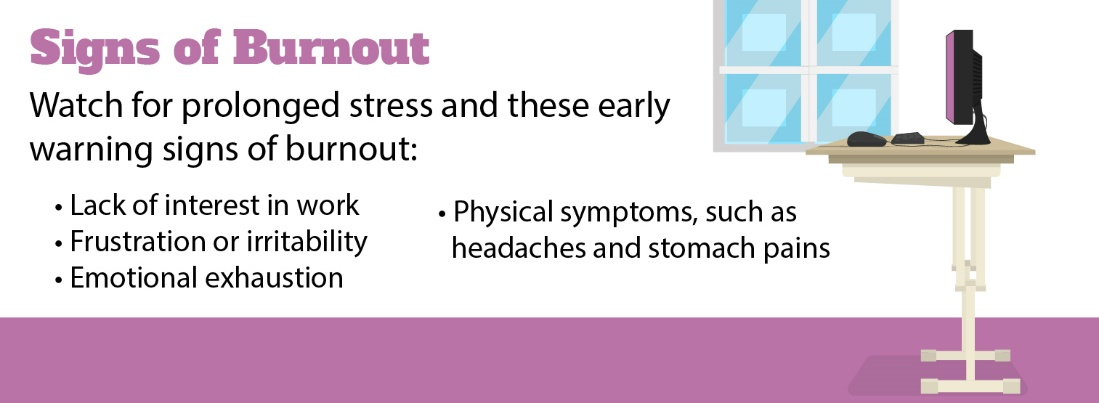 Signs of Burnout
Watch for prolonged stress and these early
warning signs of burnout:
• Lack of interest in work
• Frustration or irritability
• Emotional exhaustion
• Physical symptoms, such as
headaches and stomach pains